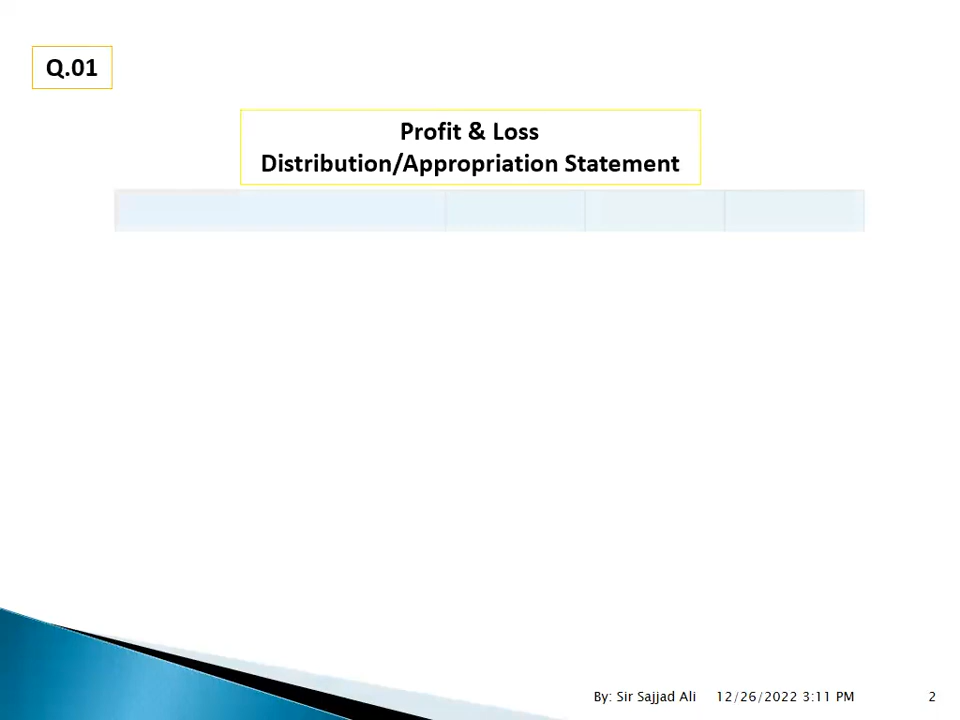 Q.01
Profit & Loss
Distribution/Appropriation Statement
By: Sir Sajjad Ali 12/26/2022 3:11 PM 2